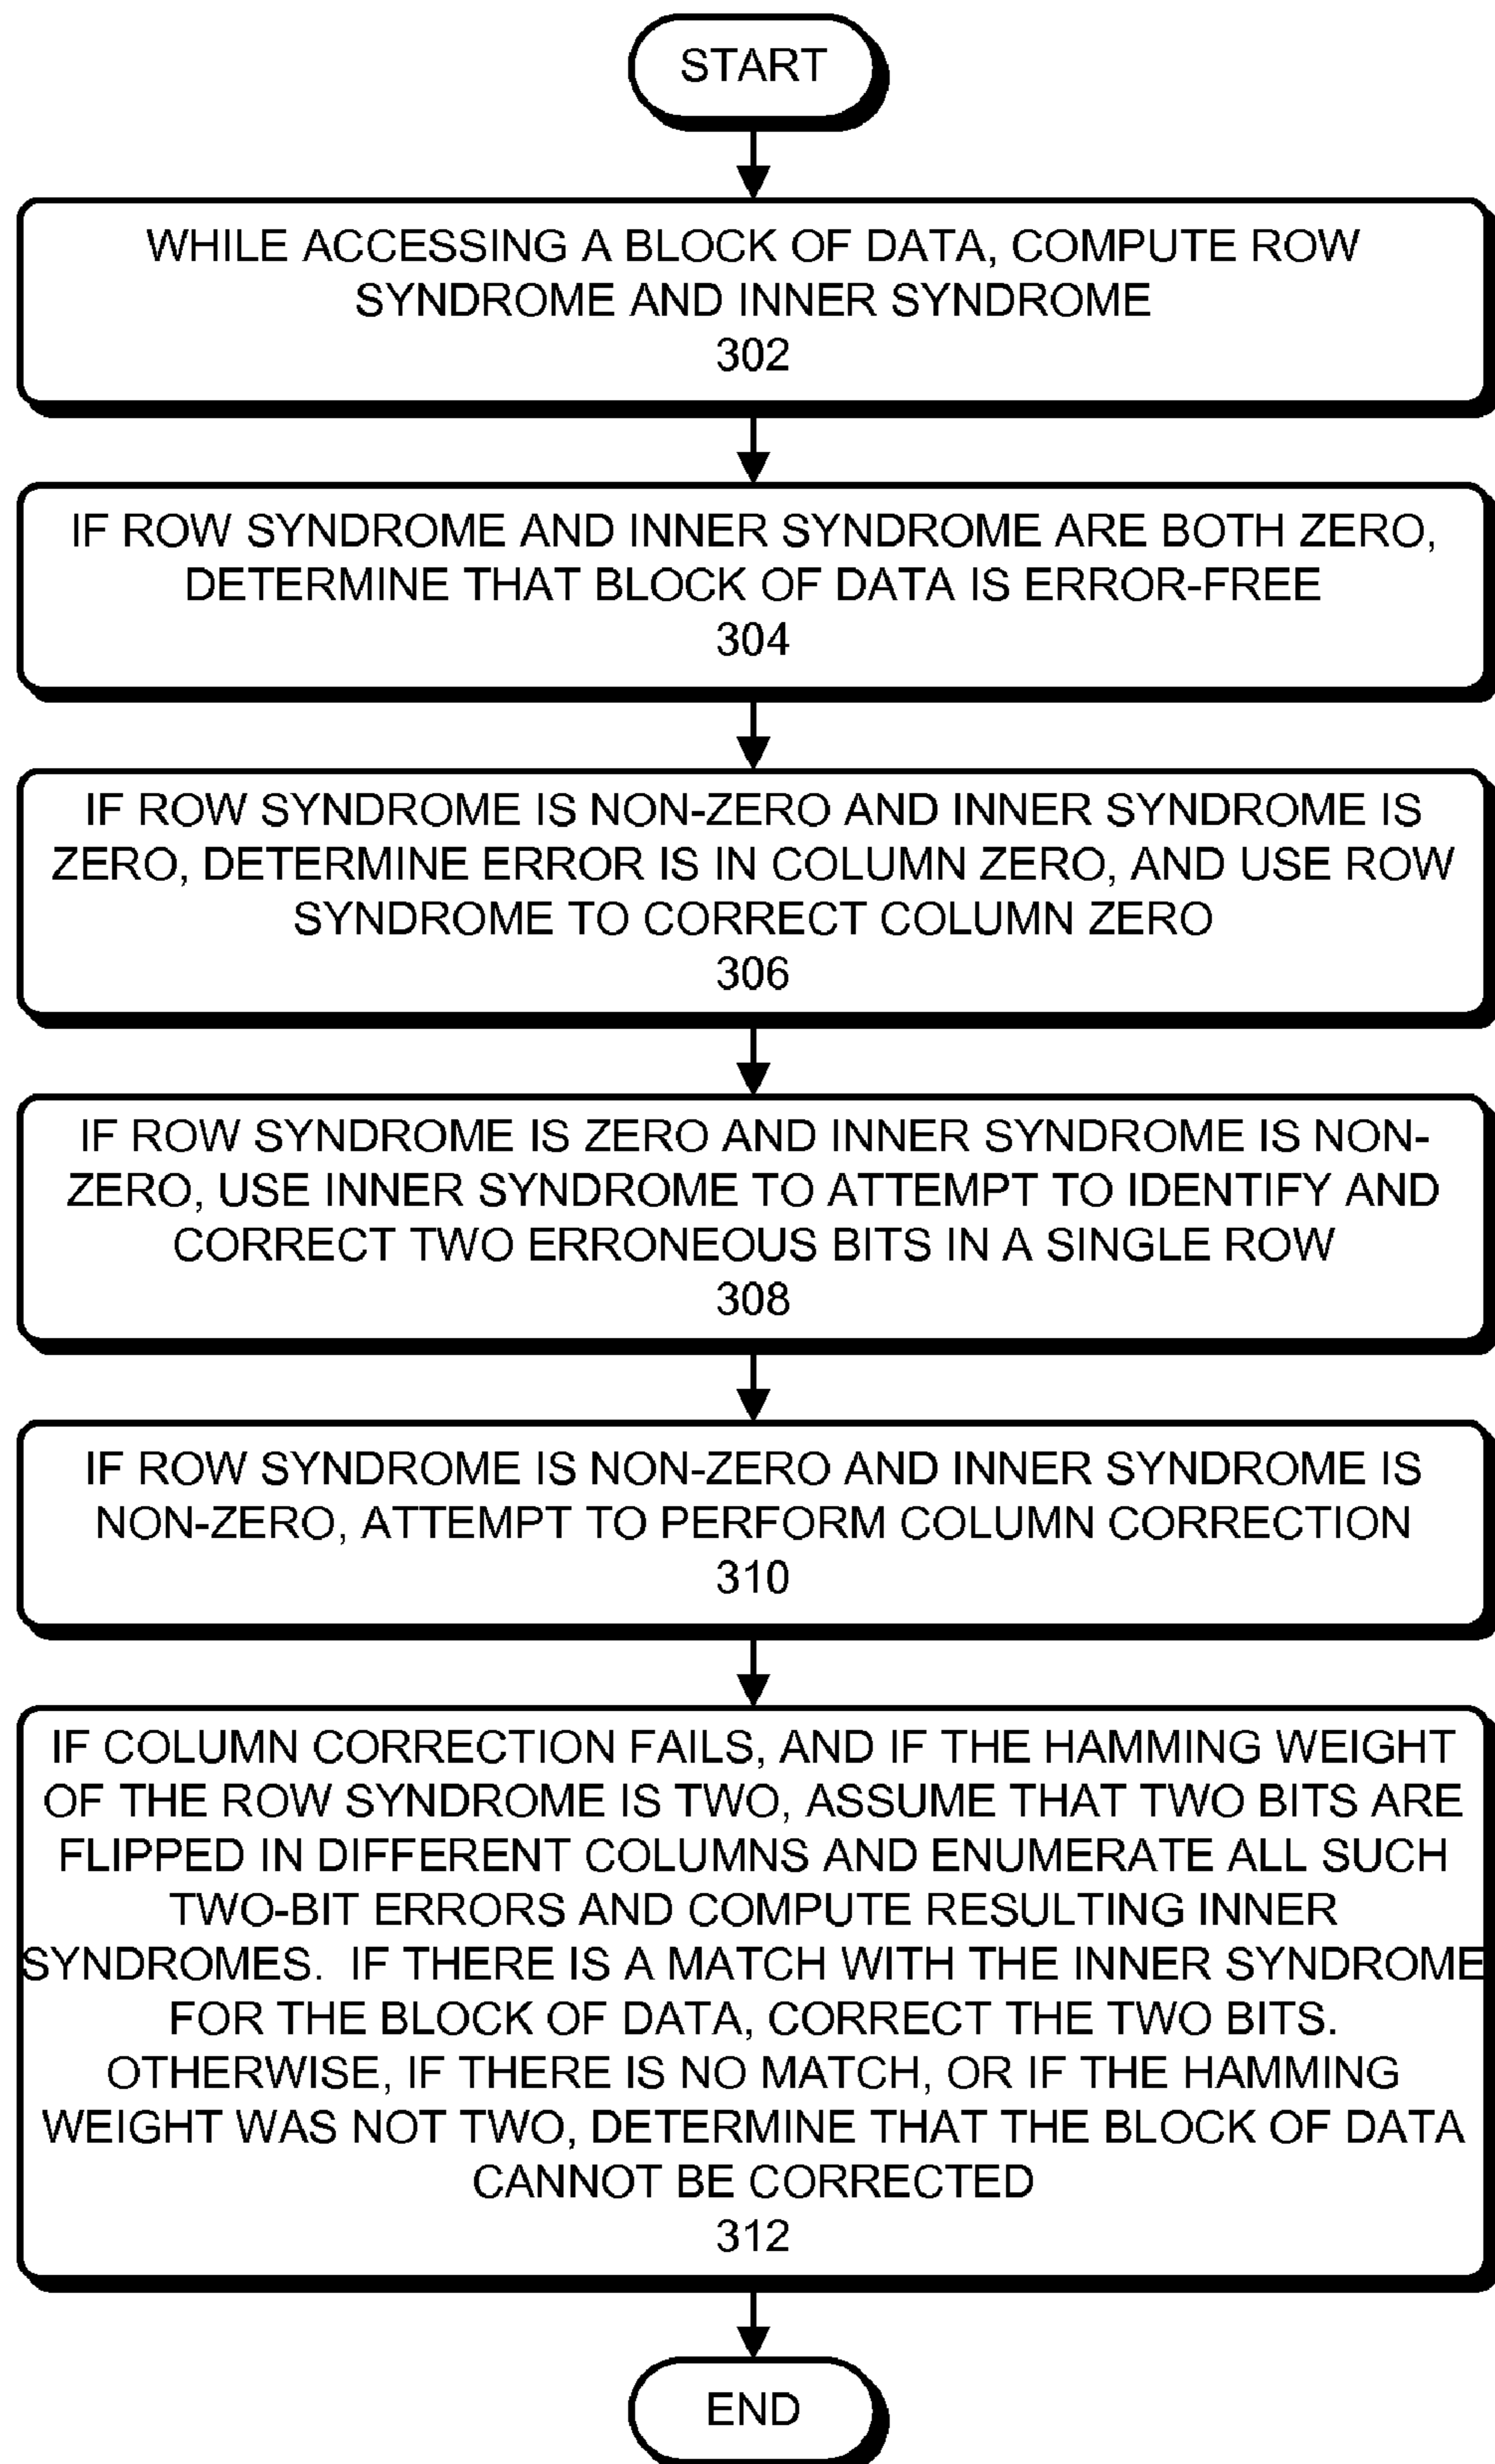 START
WHILE ACCESSING A BLOCK OF DATA, COMPUTE ROW
SYNDROME AND INNER SYNDROME
302
IF ROW SYNDROME AND INNER SYNDROME ARE BOTH ZERO,
DETERMINE THAT BLOCK OF DATA IS ERROR-FREE
304
IF ROW SYNDROME IS NON-ZERO AND INNER SYNDROME IS
ZERO, DETERMINE ERROR IS IN COLUMN ZERO, AND USE ROW
SYNDROME TO CORRECT COLUMN ZERO
306
IF ROW SYNDROME IS ZERO AND INNER SYNDROME IS NON-
ZERO, USE INNER SYNDROME TO ATTEMPT TO IDENTIFY AND
CORRECT TWO ERRONEOUS BITS IN A SINGLE ROW
308
IF ROW SYNDROME IS NON-ZERO AND INNER SYNDROME IS
NON-ZERO, ATTEMPT TO PERFORM COLUMN CORRECTION
310
IF COLUMN CORRECTION FAILS, AND IF THE HAMMING WEIGHT
OF THE ROW SYNDROME IS TWO, ASSUME THAT TWO BITS ARE
FLIPPED IN DIFFERENT COLUMNS AND ENUMERATE ALL SUCH
TWO-BIT ERRORS AND COMPUTE RESULTING INNER
SYNDROMES. IF THERE IS A MATCH WITH THE INNER SYNDROME
FOR THE BLOCK OF DATA, CORRECT THE TWO BITS.
OTHERWISE, IF THERE IS NO MATCH, OR IF THE HAMMING
WEIGHT WAS NOT TWO, DETERMINE THAT THE BLOCK OF DATA
CANNOT BE CORRECTED
312
END